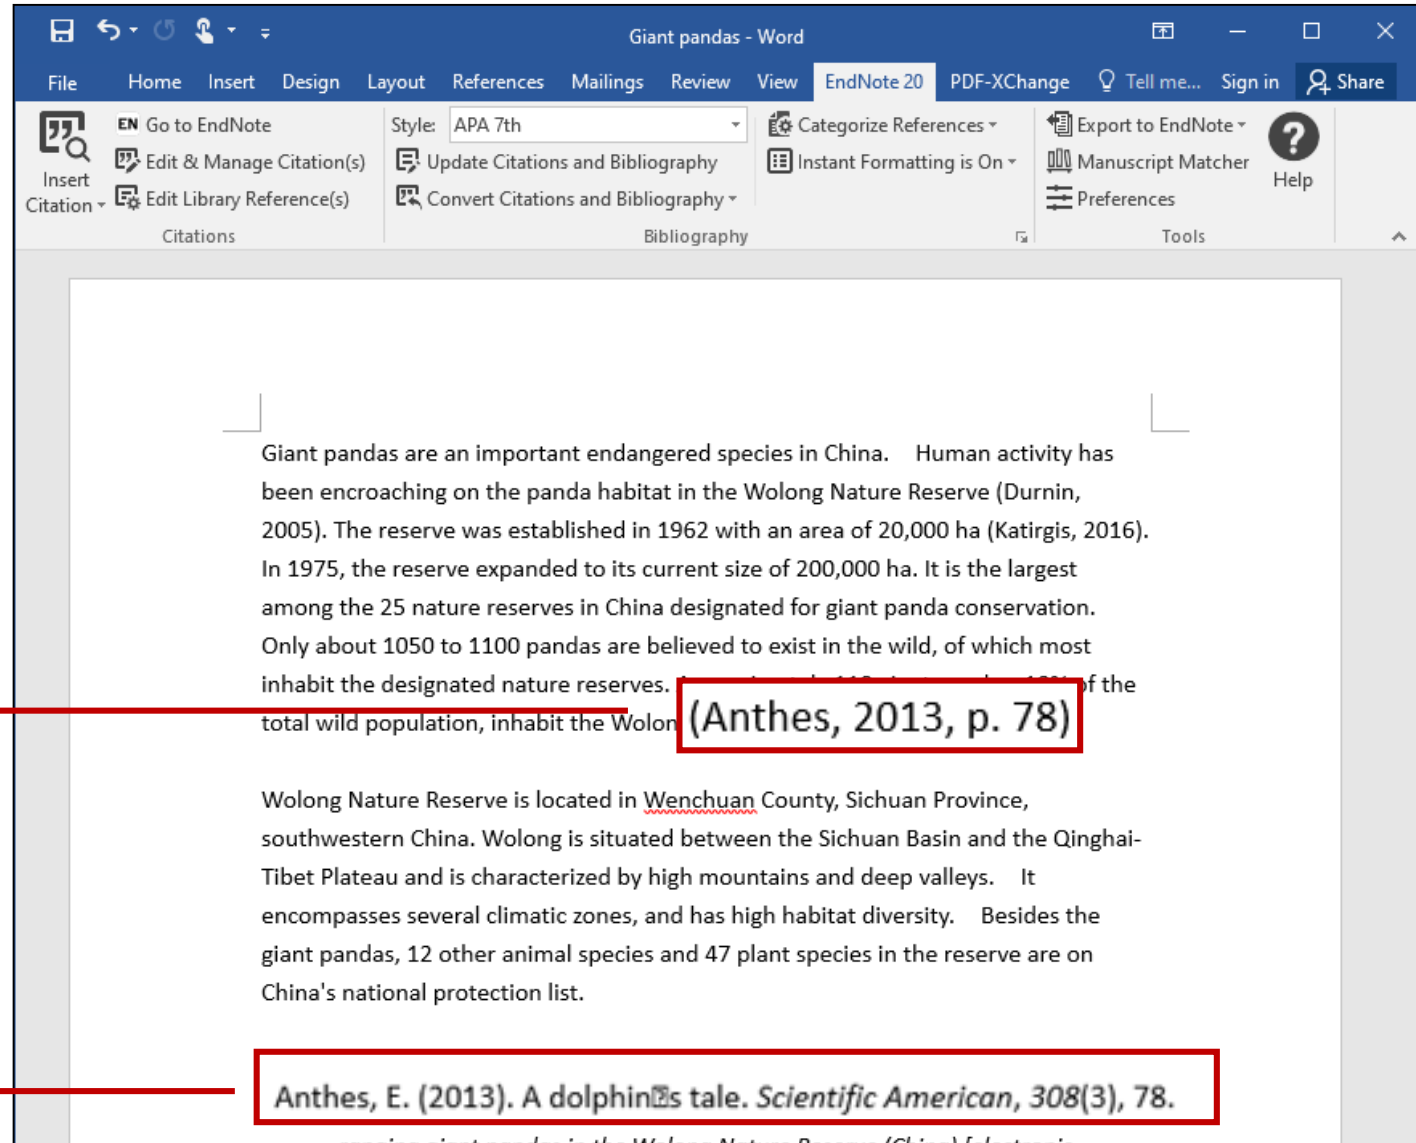 Giant pandas - Word
File Home Insert Design Layout References Mailings Review View EndNote 20 PDF-XChange Tell me... Sign in Share
Insert Citation
EN Go to EndNote
Edit & Manage Citation(s)
Edit Library Reference(s)
Citations
Style: APA 7th
Update Citations and Bibliography
Convert Citations and Bibliography
Categorize References
Instant Formatting is On
Bibliography
Export to EndNote
Manuscript Matcher
Preferences
Tools
? Help
Giant pandas are an important endangered species in China. Human activity has
been encroaching on the panda habitat in the Wolong Nature Reserve (Durnin,
2005). The reserve was established in 1962 with an area of 20,000 ha (Katirgis, 2016).
In 1975, the reserve expanded to its current size of 200,000 ha. It is the largest
among the 25 nature reserves in China designated for giant panda conservation.
Only about 1050 to 1100 pandas are believed to exist in the wild, of which most
inhabit the designated nature reserves. of the
total wild population, inhabit the Wolon (Anthes, 2013, p. 78)
Wolong Nature Reserve is located in Wenchuan County, Sichuan Province,
southwestern China. Wolong is situated between the Sichuan Basin and the Qinghai-
Tibet Plateau and is characterized by high mountains and deep valleys. It
encompasses several climatic zones, and has high habitat diversity. Besides the
giant pandas, 12 other animal species and 47 plant species in the reserve are on
China's national protection list.
Anthes, E. (2013). A dolphin�s tale. Scientific American, 308(3), 78.
giant pandas in the Wolong Nature Reserve (China) [electronic